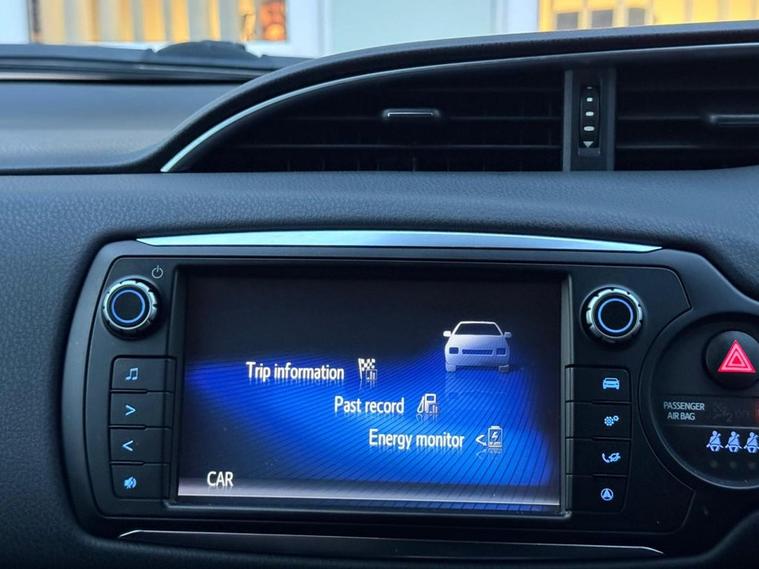 Trip information
Past record
Energy monitor
CAR
PASSENGER
AIR BAG